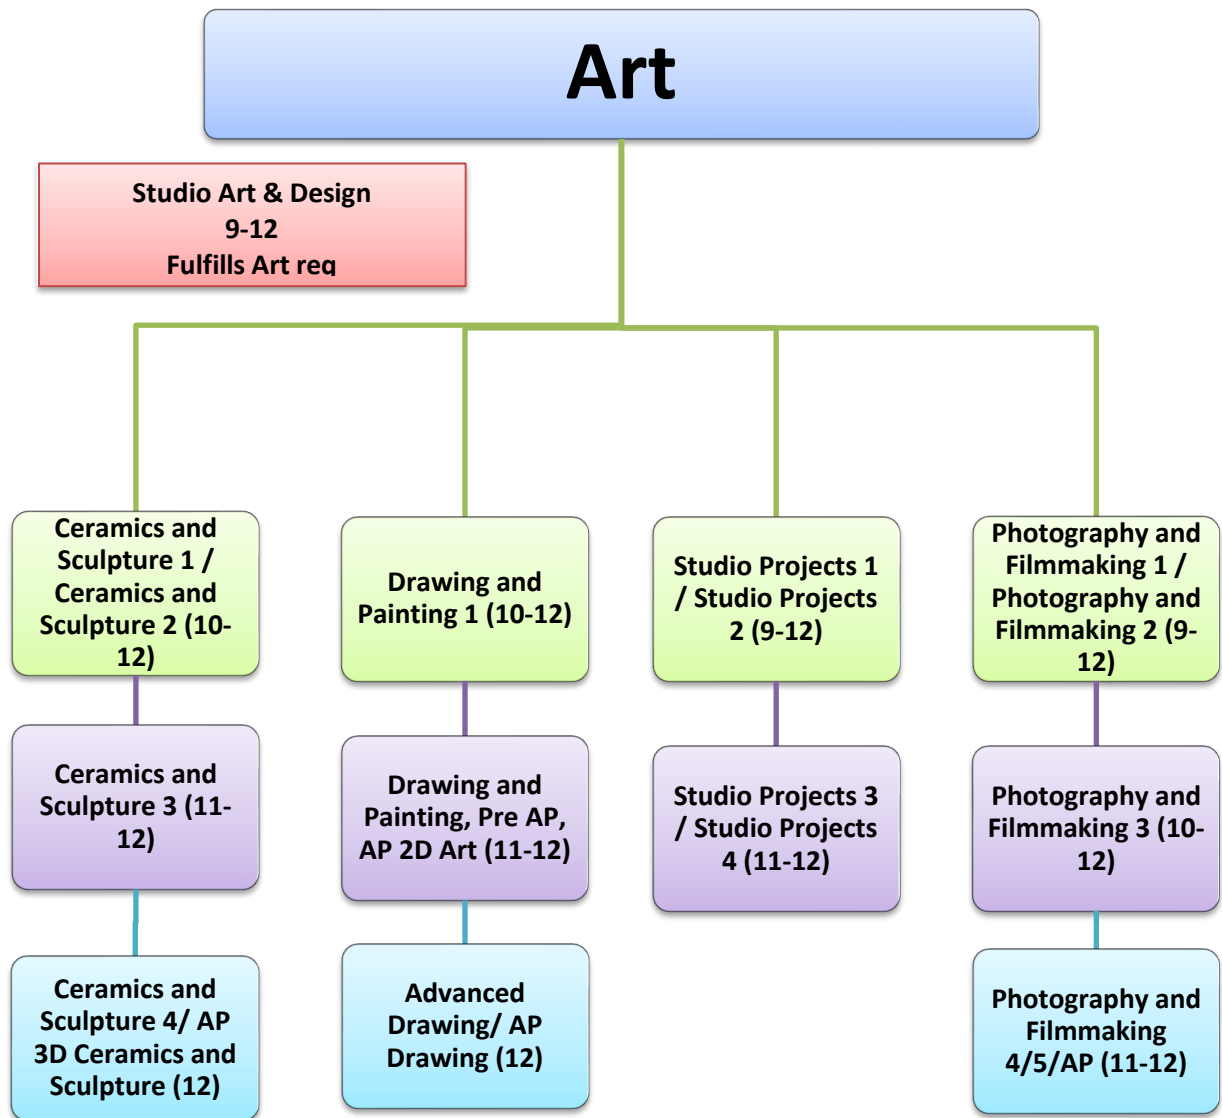 Art
Studio Art & Design
9-12
Fulfills Art req
Ceramics and
Sculpture 1 /
Ceramics and
Sculpture 2 (10-
12)
Drawing and
Painting 1 (10-12)
Studio Projects 1
/ Studio Projects
2 (9-12)
Photography and
Filmmaking 1 /
Photography and
Filmmaking 2 (9-
12)
Ceramics and
Sculpture 3 (11-
12)
Drawing and
Painting, Pre AP,
AP 2D Art (11-12)
Studio Projects 3
/ Studio Projects
4 (11-12)
Photography and
Filmmaking 3 (10-
12)
Ceramics and
Sculpture 4/ AP
3D Ceramics and
Sculpture (12)
Advanced
Drawing/ AP
Drawing (12)
Photography and
Filmmaking
4/5/AP (11-12)